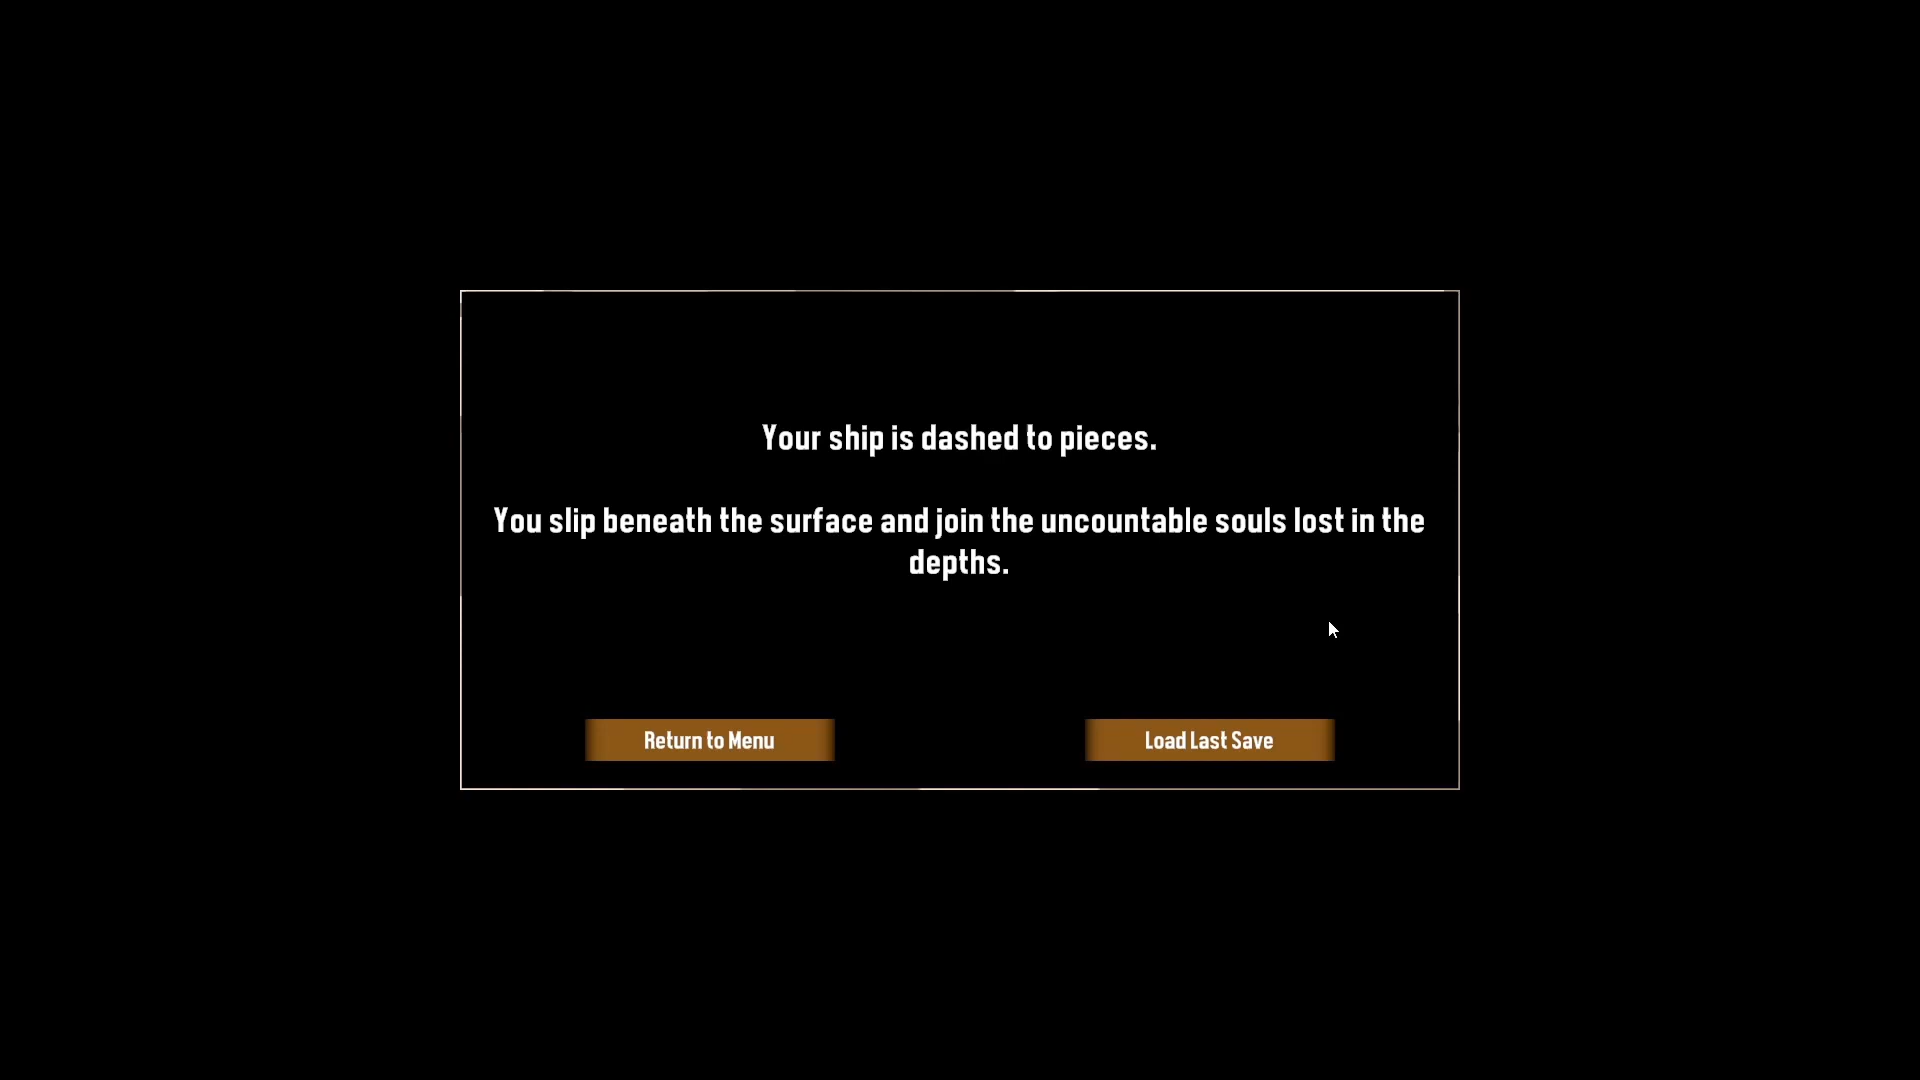 Your ship is dashed to pieces.
You slip beneath the surface and join the uncountable souls lost in the
depths.
Return to Menu
Load Last Save